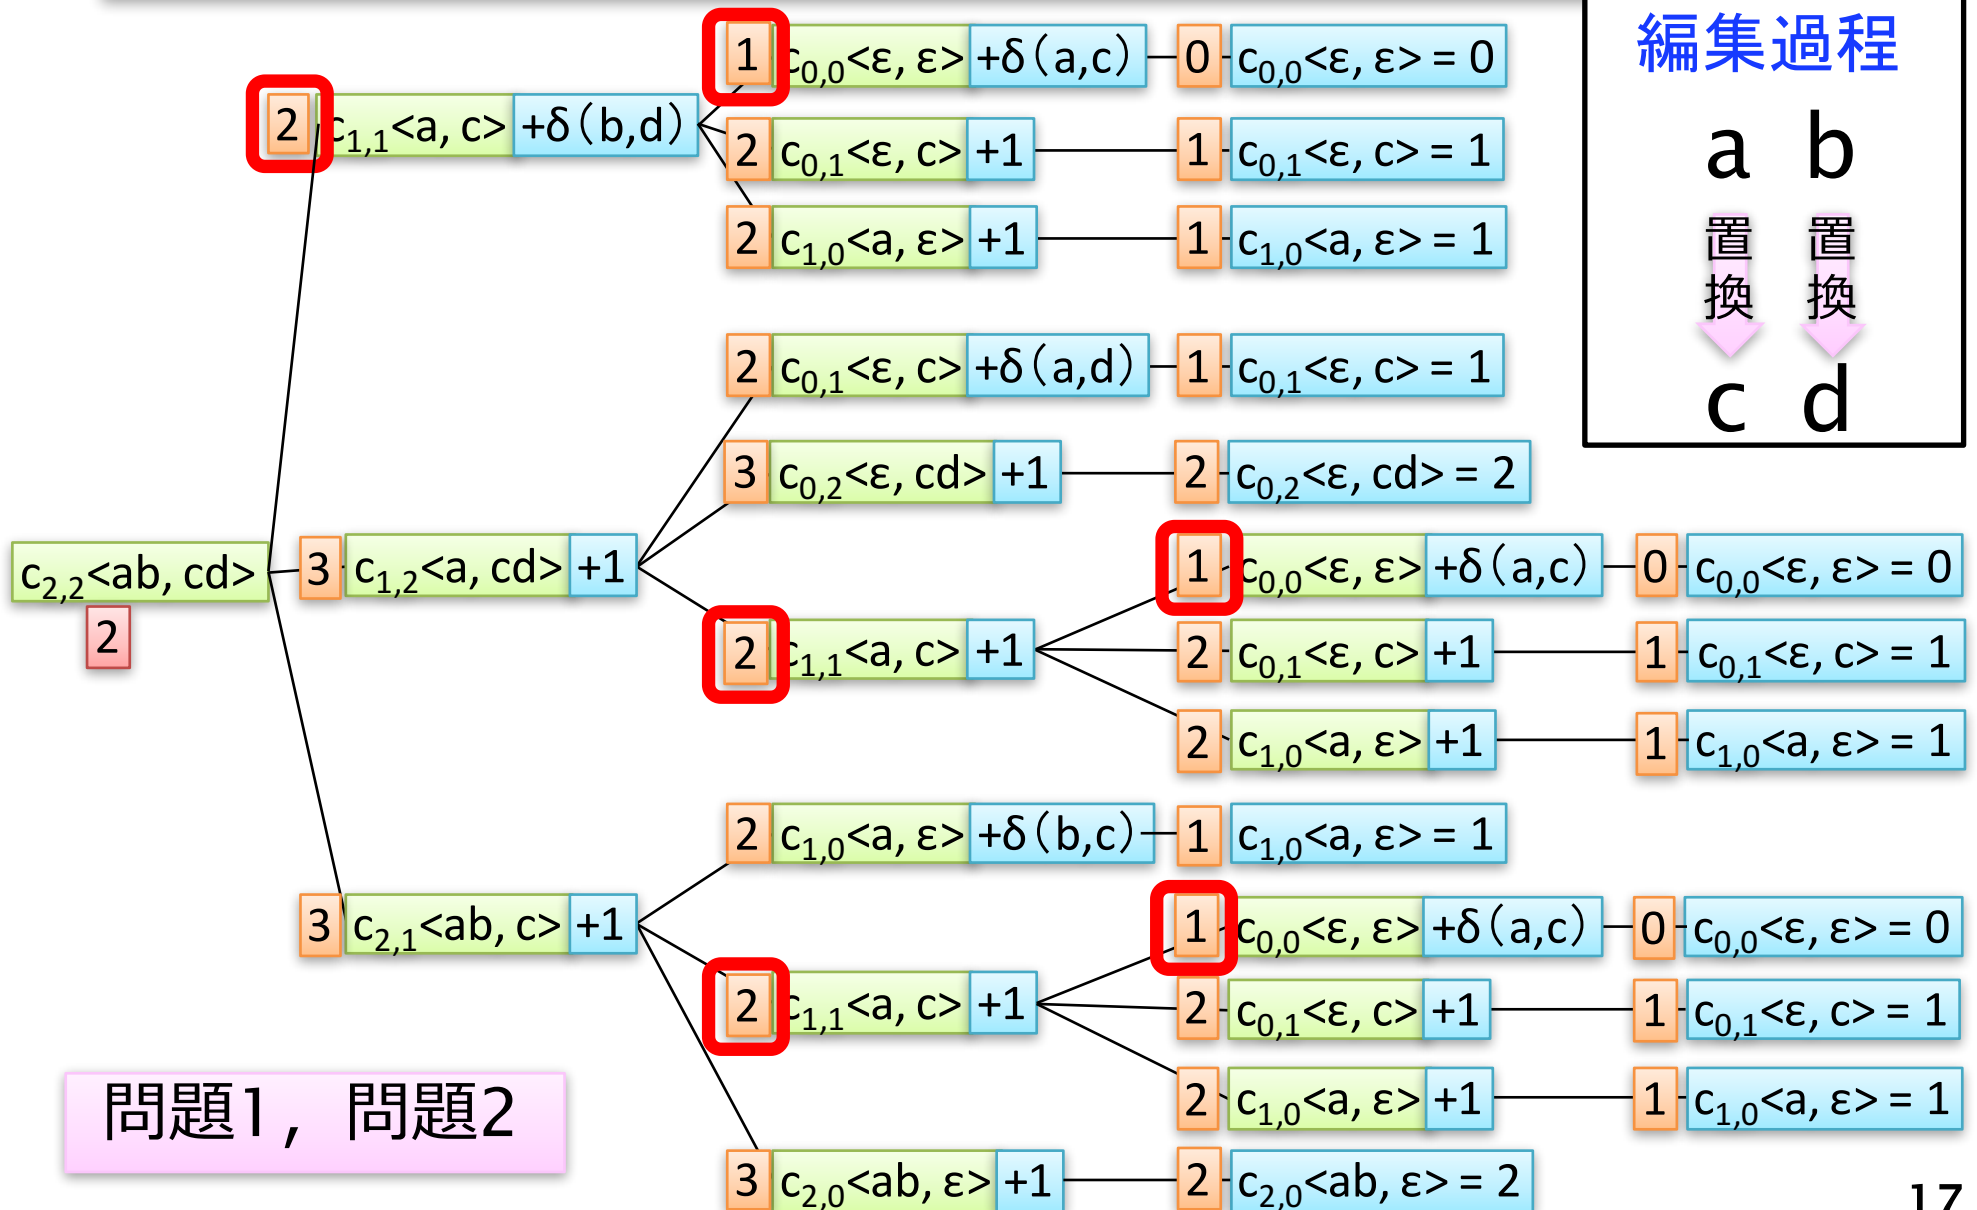 1 c0,0<ε, ε> +δ(a,c) 0 c0,0<ε, ε> = 0
2 c1,1<a, c> +δ(b,d)
2 c0,1<ε, c> +1 1 c0,1<ε, c> = 1
2 c1,0<a, ε> +1 1 c1,0<a, ε> = 1
2 c0,1<ε, c> +δ(a,d) 1 c0,1<ε, c> = 1
3 c0,2<ε, cd> +1 2 c0,2<ε, cd> = 2
c2,2<ab, cd>
2
3 c1,2<a, cd> +1
1 c0,0<ε, ε> +δ(a,c) 0 c0,0<ε, ε> = 0
2 c1,1<a, c> +1
2 c0,1<ε, c> +1 1 c0,1<ε, c> = 1
2 c1,0<a, ε> +1 1 c1,0<a, ε> = 1
2 c1,0<a, ε> +δ(b,c) 1 c1,0<a, ε> = 1
3 c2,1<ab, c> +1
1 c0,0<ε, ε> +δ(a,c) 0 c0,0<ε, ε> = 0
2 c1,1<a, c> +1
2 c0,1<ε, c> +1 1 c0,1<ε, c> = 1
2 c1,0<a, ε> +1 1 c1,0<a, ε> = 1
3 c2,0<ab, ε> +1 2 c2,0<ab, ε> = 2
編集過程
a b
置換 置換
c d
問題1, 問題2
17